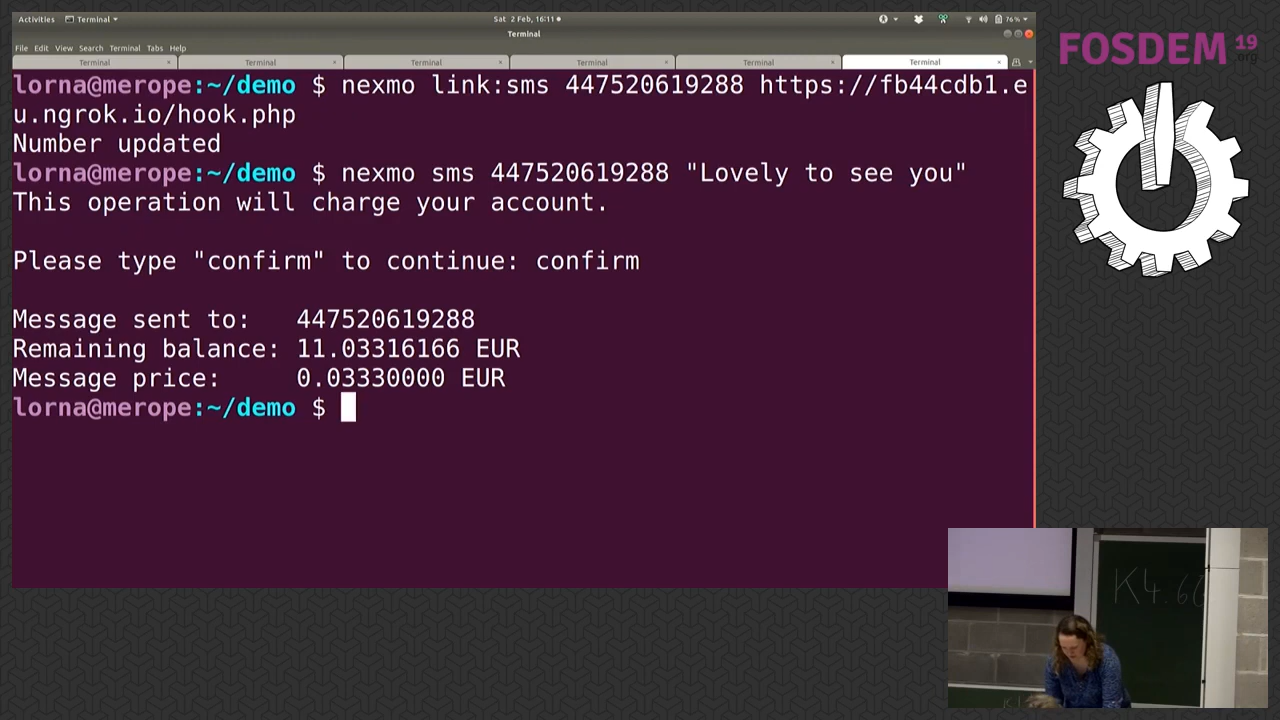 Activities Terminal Sat 2 Feb, 16:11 76%
Terminal
File Edit View Search Terminal Tabs Help
Terminal Terminal Terminal Terminal Terminal Terminal
lorna@merope:~/demo $ nexmo link:sms 447520619288 https://fb44cdb1.e
u.ngrok.io/hook.php
Number updated
lorna@merope:~/demo $ nexmo sms 447520619288 "Lovely to see you"
This operation will charge your account.
Please type "confirm" to continue: confirm
Message sent to: 447520619288
Remaining balance: 11.03316166 EUR
Message price: 0.03330000 EUR
lorna@merope:~/demo $
FOSDEM 19
.org
K4.